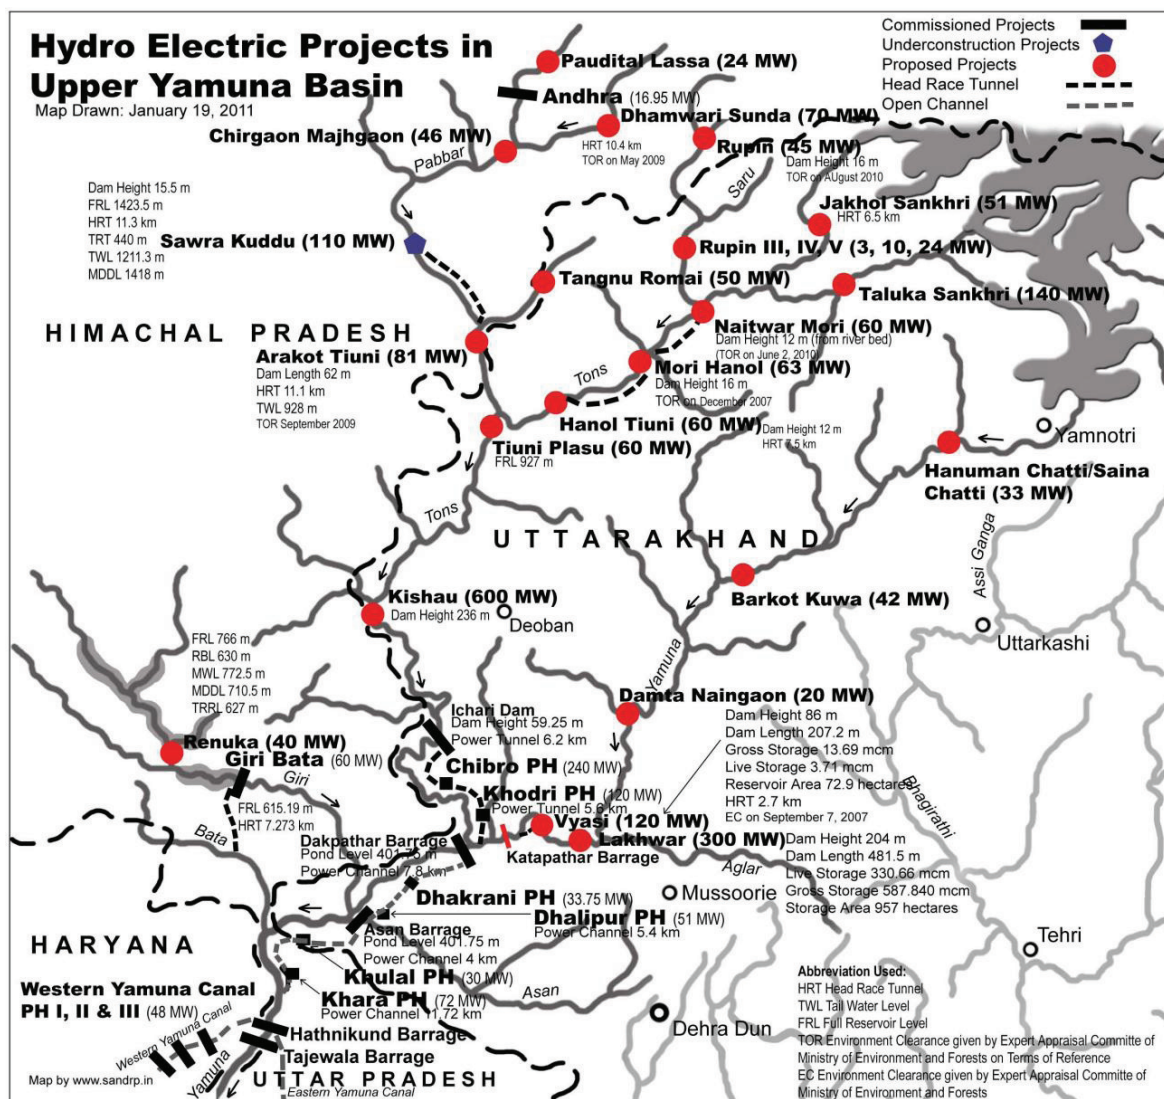 Hydro Electric Projects in
Upper Yamuna Basin
Map Drawn: January 19, 2011
Commissioned Projects
Underconstruction Projects
Proposed Projects
Head Race Tunnel
Open Channel
Paudital Lassa (24 MW)
Andhra (16.95 MW)
Dhamwari Sunda (70 MW)
HRT 10.4 km
TOR on May 2009
Chirgaon Majhgaon (46 MW)
Pabbar
Rupin (45 MW)
Dam Height 16 m
TOR on AUgust 2010
Saru
Jakhol Sankhri (51 MW)
HRT 6.5 km
Dam Height 15.5 m
FRL 1423.5 m
HRT 11.3 km
TRT 440 m
TWL 1211.3 m
MDDL 1418 m
Sawra Kuddu (110 MW)
Rupin III, IV, V (3, 10, 24 MW)
Tangnu Romai (50 MW)
Taluka Sankhri (140 MW)
HIMACHAL PRADESH
Naitwar Mori (60 MW)
Dam Height 12 m (from river bed)
(TOR on June 2, 2010)
Arakot Tiuni (81 MW)
Dam Length 62 m
HRT 11.1 km
TWL 928 m
TOR September 2009
Mori Hanol (63 MW)
Dam Height 16 m
TOR on December 2007
Tons
Hanol Tiuni (60 MW)
Dam Height 12 m
HRT 7.5 km
Tiuni Plasu (60 MW)
FRL 927 m
Yamnotri
Hanuman Chatti/Saina
Chatti (33 MW)
Tons
UTTARAKHAND
Assi Ganga
Barkot Kuwa (42 MW)
Kishau (600 MW)
Dam Height 236 m
Deoban
Uttarkashi
FRL 766 m
RBL 630 m
MWL 772.5 m
MDDL 710.5 m
TRRL 627 m
Yamuna
Damta Naingaon (20 MW)
Dam Height 86 m
Dam Length 207.2 m
Gross Storage 13.69 mcm
Live Storage 3.71 mcm
Reservoir Area 72.9 hectares
HRT 2.7 km
EC on September 7, 2007
Ichari Dam
Dam Height 59.25 m
Power Tunnel 6.2 km
Renuka (40 MW)
Giri Bata (60 MW)
Giri
Chibro PH (240 MW)
Khodri PH (120 MW)
Power Tunnel 5.6 km
Bhagirathi
FRL 615.19 m
HRT 7.273 km
Bata
Vyasi (120 MW)
Lakhwar (300 MW)
Dam Height 204 m
Dam Length 481.5 m
Live Storage 330.66 mcm
Gross Storage 587.840 mcm
Storage Area 957 hectares
Dakpathar Barrage
Pond Level 401.75 m
Power Channel 7.8 km
Katapathar Barrage
Aglar
Mussoorie
Dhakrani PH (33.75 MW)
Dhalipur PH (51 MW)
Power Channel 5.4 km
Asan Barrage
Pond Level 401.75 m
Power Channel 4 km
Tehri
HARYANA
Khulal PH (30 MW)
Khara PH (72 MW)
Power Channel 11,72 km
Asan
Western Yamuna Canal
PH I, II & III (48 MW)
Western Yamuna Canal
Hathnikund Barrage
Tajewala Barrage
Dehra Dun
Yamuna
UTTAR PRADESH
Eastern Yamuna Canal
Map by www.sandrp.in
Abbreviation Used:
HRT Head Race Tunnel
TWL Tail Water Level
FRL Full Reservoir Level
TOR Environment Clearance given by Expert Appraisal Committe of
Ministry of Environment and Forests on Terms of Reference
EC Environment Clearance given by Expert Appraisal Committe of
Ministry of Environment and Forests